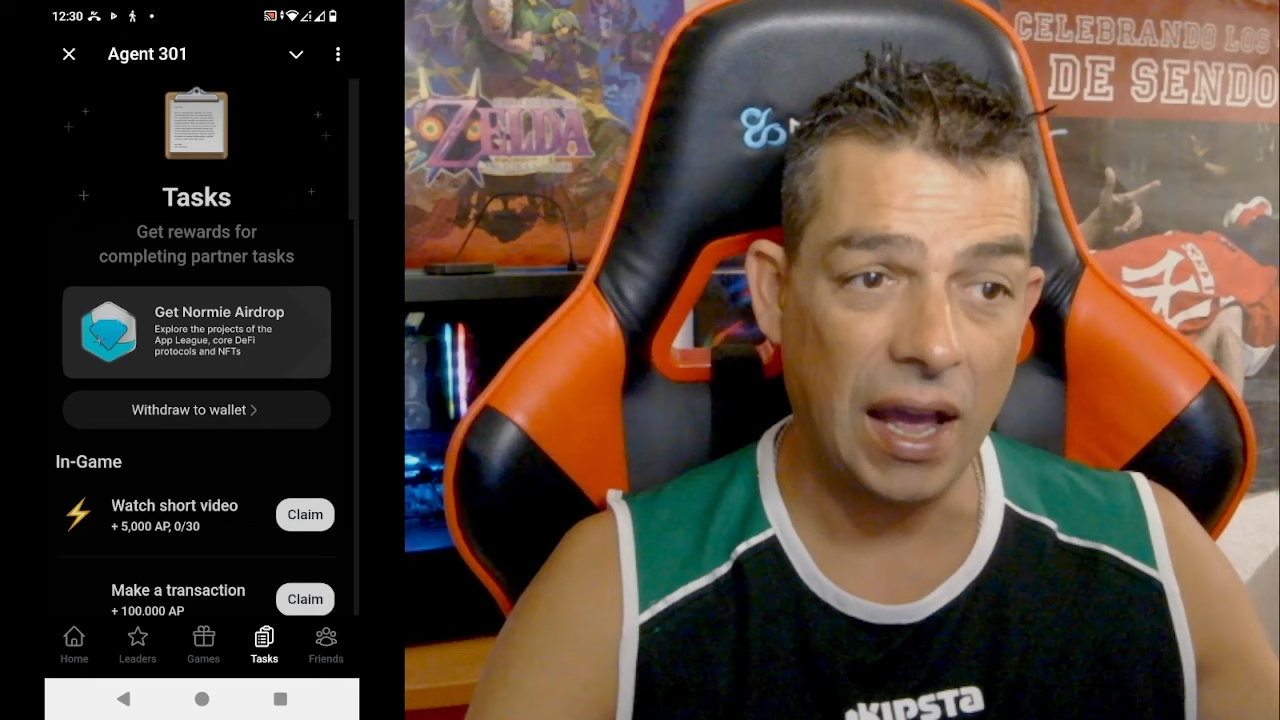 12:30
Agent 301
Tasks
Get rewards for
completing partner tasks
Get Normie Airdrop
Explore the projects of the
App League, core DeFi
protocols and NFTs
Withdraw to wallet >
In-Game
Watch short video
+ 5,000 AP, 0/30
Claim
Make a transaction
+ 100.000 AP
Claim
Home
Leaders
Games
Tasks
Friends
ZELDA
CELEBRANDO LOS
DE SENDO
KIPSTA